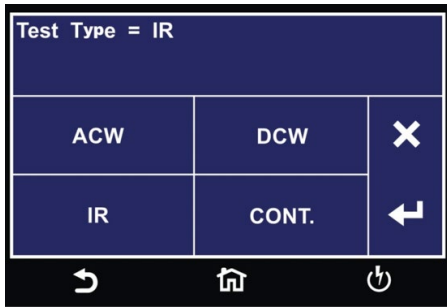 Test Type = IR
ACW
DCW
IR
CONT.